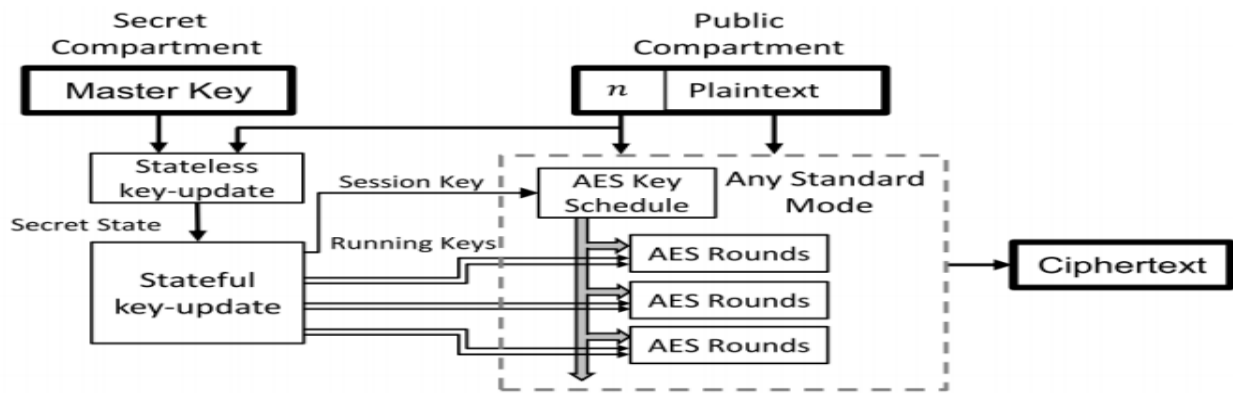 Secret
Compartment
Public
Compartment
Master Key
n
Plaintext
Stateless
key-update
Session Key
AES Key
Schedule
Any Standard
Mode
Secret State
Running Keys
Stateful
key-update
AES Rounds
AES Rounds
AES Rounds
Ciphertext